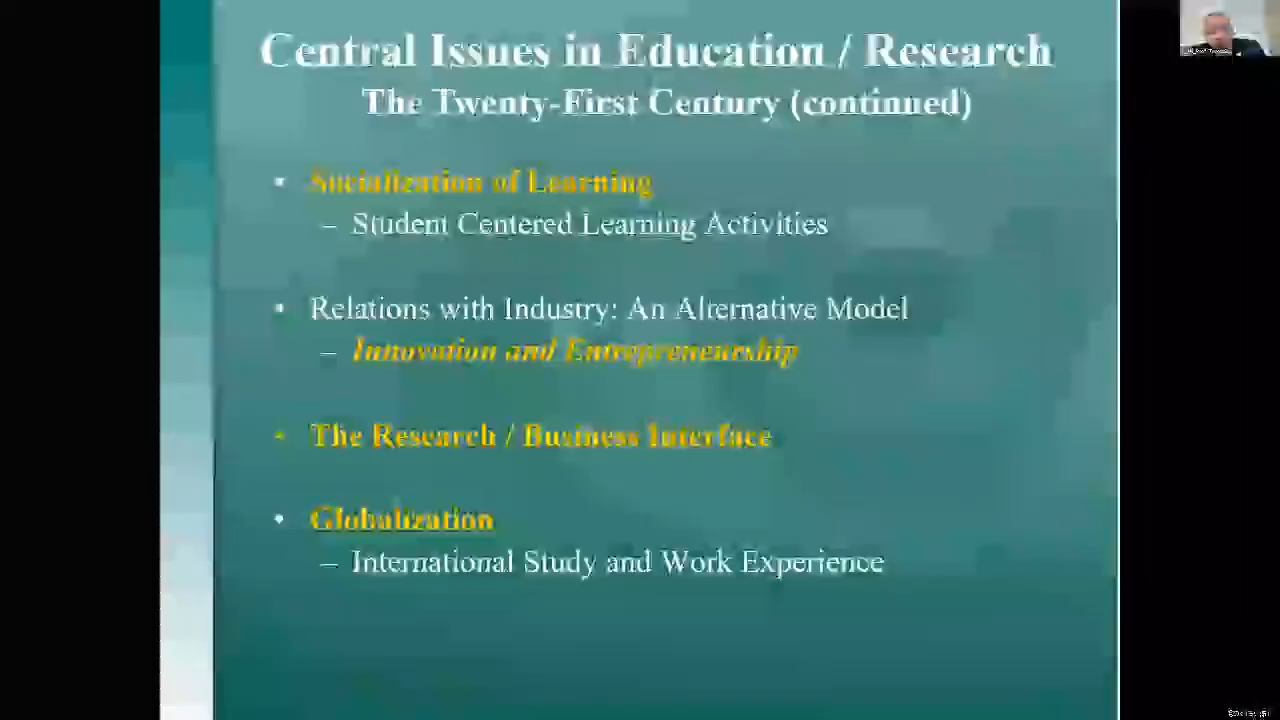 Central Issues in Education / Research
The Twenty-First Century (continued)
• Socialization of Learning
– Student Centered Learning Activities
• Relations with Industry: An Alternative Model
– Innovation and Entrepreneurship
• The Research / Business Interface
• Globalization
– International Study and Work Experience